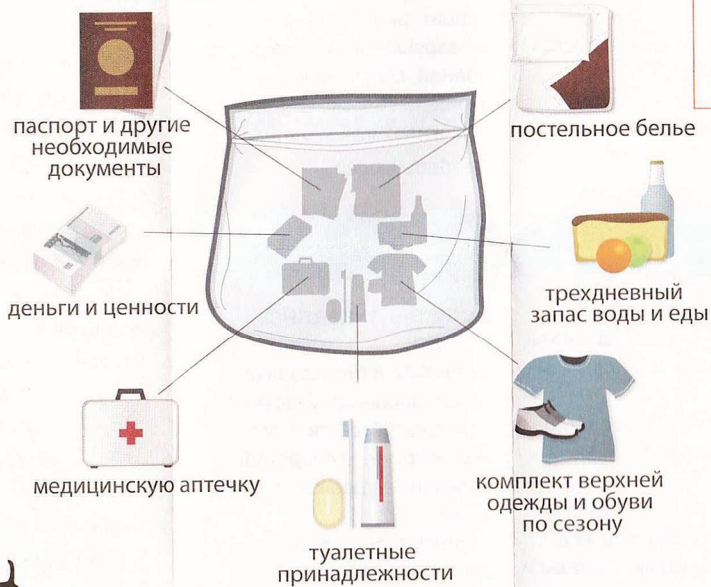 паспорт и другие
необходимые
документы
постельное белье
деньги и ценности
трехдневный
запас воды и еды
медицинскую аптечку
комплект верхней
одежды и обуви
по сезону
туалетные
принадлежности